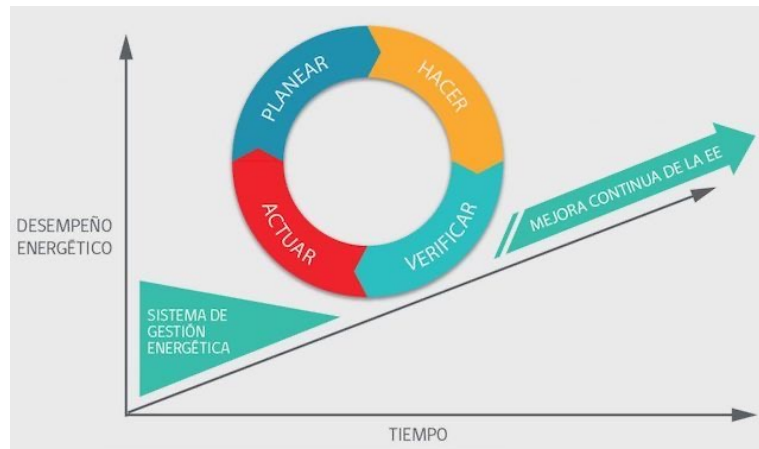 PLANEAR
HACER
ACTUAR
VERIFICAR
MEJORA CONTINUA DE LA EE
DESEMPEÑO
ENERGÉTICO
SISTEMA DE
GESTIÓN
ENERGÉTICA
TIEMPO